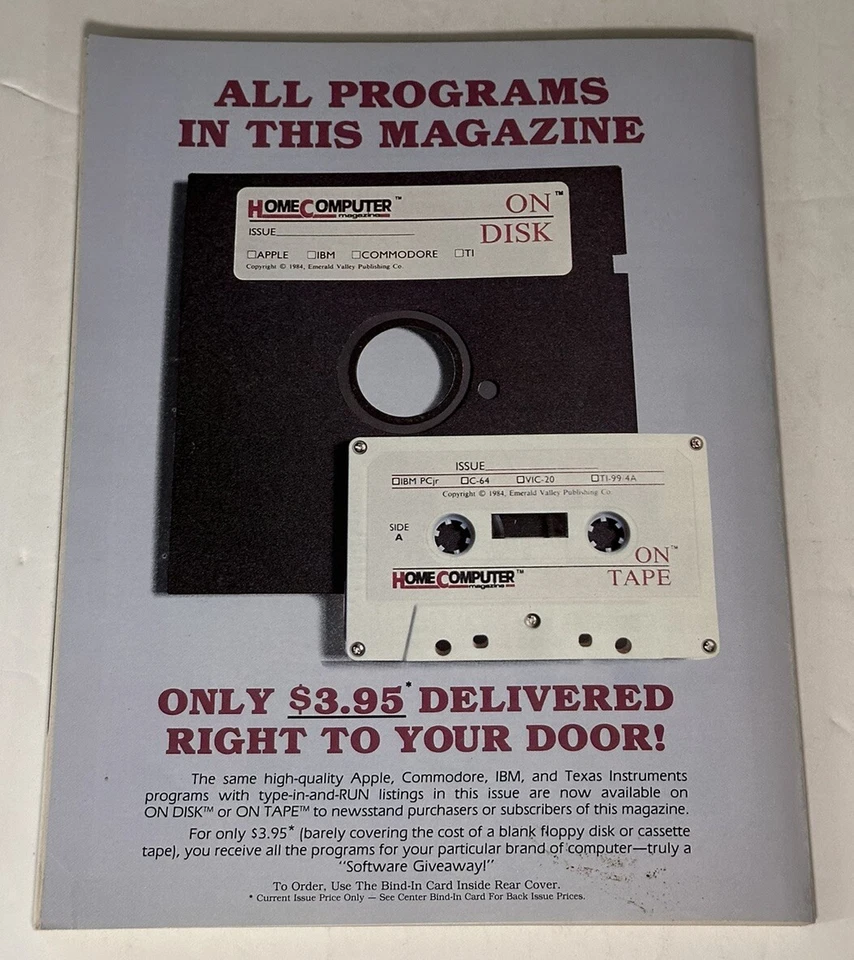 ALL PROGRAMS
IN THIS MAGAZINE
HOME COMPUTER™
magazine
ON™
DISK
ISSUE
☐APPLE ☐IBM ☐COMMODORE ☐TI
Copyright © 1984, Emerald Valley Publishing Co.
ISSUE
☐IBM PCjr ☐C-64 ☐VIC-20 ☐TI-99/4A
Copyright © 1984, Emerald Valley Publishing Co.
SIDE
A
HOME COMPUTER™
magazine
ON™
TAPE
ONLY $3.95* DELIVERED
RIGHT TO YOUR DOOR!
The same high-quality Apple, Commodore, IBM, and Texas Instruments
programs with type-in-and-RUN listings in this issue are now available on
ON DISK™ or ON TAPE™ to newsstand purchasers or subscribers of this magazine.
For only $3.95* (barely covering the cost of a blank floppy disk or cassette
tape), you receive all the programs for your particular brand of computer—truly a
"Software Giveaway!"
To Order, Use The Bind-In Card Inside Rear Cover.
* Current Issue Price Only — See Center Bind-In Card For Back Issue Prices.